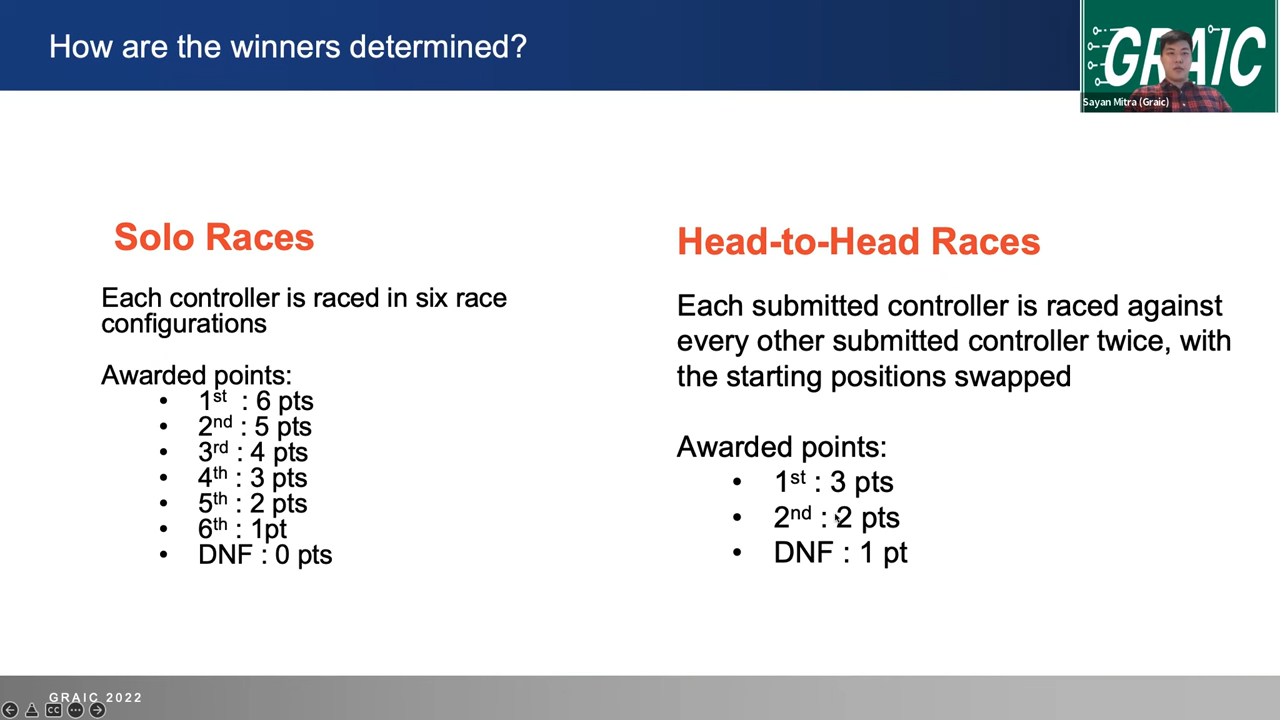 How are the winners determined?
GRAIC
Sayan Mitra (Graic)
Solo Races
Each controller is raced in six race
configurations
Awarded points:
• 1st : 6 pts
• 2nd : 5 pts
• 3rd : 4 pts
• 4th : 3 pts
• 5th : 2 pts
• 6th : 1pt
• DNF : 0 pts
Head-to-Head Races
Each submitted controller is raced against
every other submitted controller twice, with
the starting positions swapped
Awarded points:
• 1st : 3 pts
• 2nd : 2 pts
• DNF : 1 pt
GRAIC 2022
CC